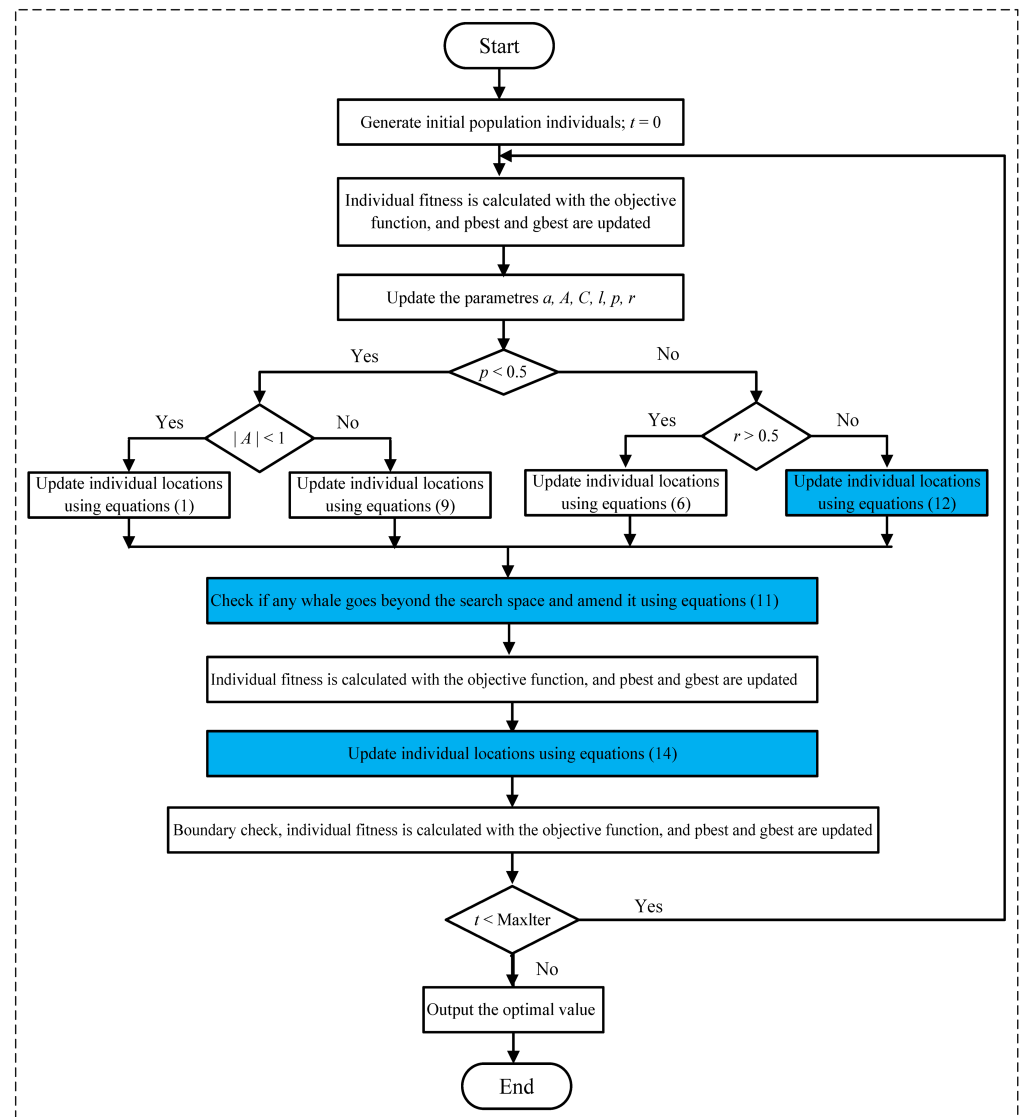 Start
Generate initial population individuals; t = 0
Individual fitness is calculated with the objective
function, and pbest and gbest are updated
Update the parametres a, A, C, l, p, r
Yes
No
p < 0.5
Yes
No
Yes
No
| A | < 1
r > 0.5
Update individual locations
using equations (1)
Update individual locations
using equations (9)
Update individual locations
using equations (6)
Update individual locations
using equations (12)
Check if any whale goes beyond the search space and amend it using equations (11)
Individual fitness is calculated with the objective function, and pbest and gbest are updated
Update individual locations using equations (14)
Boundary check, individual fitness is calculated with the objective function, and pbest and gbest are updated
t < MaxIter
Yes
No
Output the optimal value
End